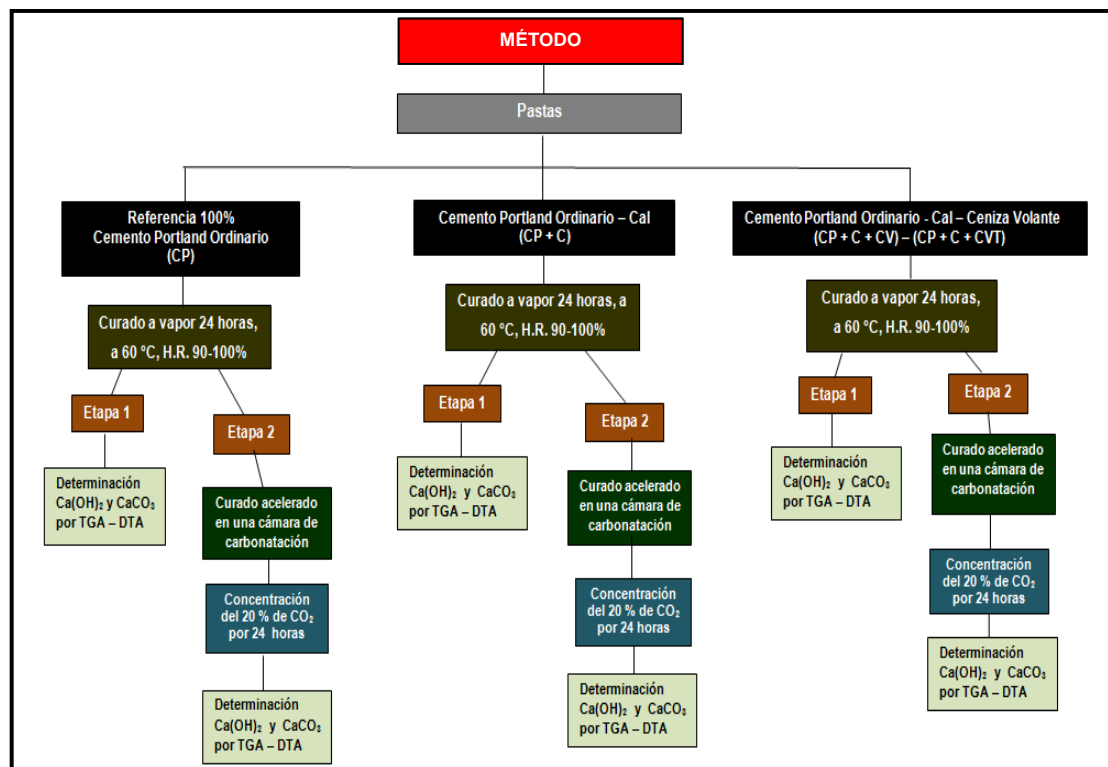 MÉTODO
Pastas
Referencia 100%
Cemento Portland Ordinario
(CP)
Curado a vapor 24 horas,
a 60 ºC, H.R. 90-100%
Etapa 1
Determinación
Ca(OH)₂ y CaCO₃
por TGA – DTA
Etapa 2
Curado acelerado
en una cámara de
carbonatación
Concentración
del 20 % de CO₂
por 24 horas
Determinación
Ca(OH)₂ y CaCO₃
por TGA – DTA
Cemento Portland Ordinario – Cal
(CP + C)
Curado a vapor 24 horas, a
60 ºC, H.R. 90-100%
Etapa 1
Determinación
Ca(OH)₂ y CaCO₃
por TGA – DTA
Etapa 2
Curado acelerado
en una cámara de
carbonatación
Concentración
del 20 % de CO₂
por 24 horas
Determinación
Ca(OH)₂ y CaCO₃
por TGA – DTA
Cemento Portland Ordinario - Cal – Ceniza Volante
(CP + C + CV) – (CP + C + CVT)
Curado a vapor 24 horas,
a 60 ºC, H.R. 90-100%
Etapa 1
Determinación
Ca(OH)₂ y CaCO₃
por TGA – DTA
Etapa 2
Curado acelerado
en una cámara de
carbonatación
Concentración
del 20 % de CO₂
por 24 horas
Determinación
Ca(OH)₂ y CaCO₃
por TGA – DTA